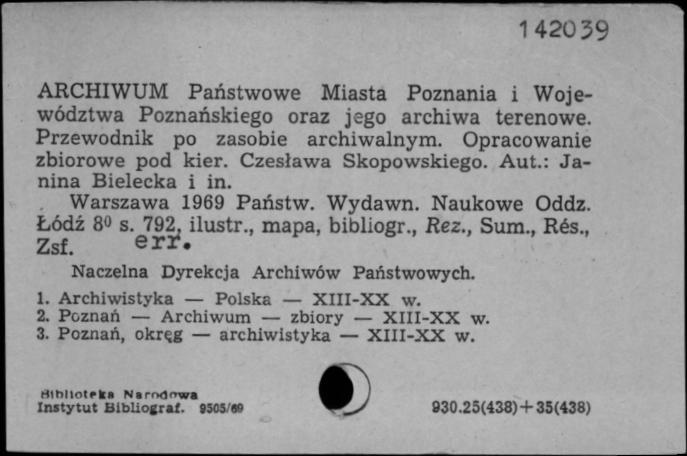 142039
ARCHIWUM Państwowe Miasta Poznania i Woje-
wództwa Poznańskiego oraz jego archiwa terenowe.
Przewodnik po zasobie archiwalnym. Opracowanie
zbiorowe pod kier. Czesława Skopowskiego. Aut.: Ja-
nina Bielecka i in.
Warszawa 1969 Państw. Wydawn. Naukowe Oddz.
Łódź 8⁰ s. 792, ilustr., mapa, bibliogr., Rez., Sum., Rés.,
Zsf. err.
Naczelna Dyrekcja Archiwów Państwowych.
1. Archiwistyka — Polska — XIII-XX w.
2. Poznań — Archiwum — zbiory — XIII-XX w.
3. Poznań, okręg — archiwistyka — XIII-XX w.
Biblioteka Narodowa
Instytut Bibliograf. 9505/69
930.25(438)+35(438)